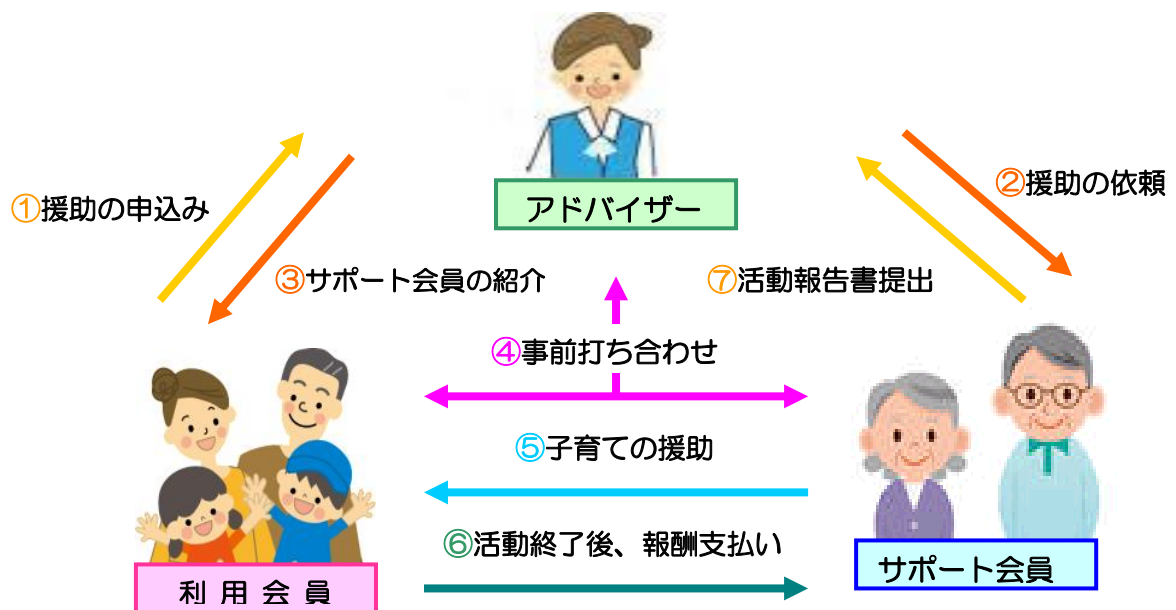 アドバイザー
①援助の申込み
②援助の依頼
③サポート会員の紹介
⑦活動報告書提出
④事前打ち合わせ
⑤子育ての援助
⑥活動終了後、報酬支払い
利用会員
サポート会員